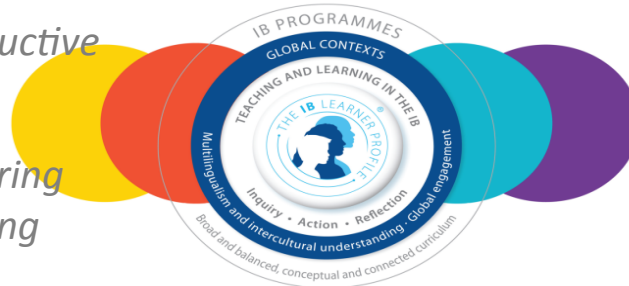 IB PROGRAMMES
GLOBAL CONTEXTS
TEACHING AND LEARNING IN THE IB
THE IB LEARNER PROFILE
®
Inquiry • Action • Reflection
Multilingualism and intercultural understanding · Global engagement
Broad and balanced, conceptual and connected curriculum
uctive
ring
ng